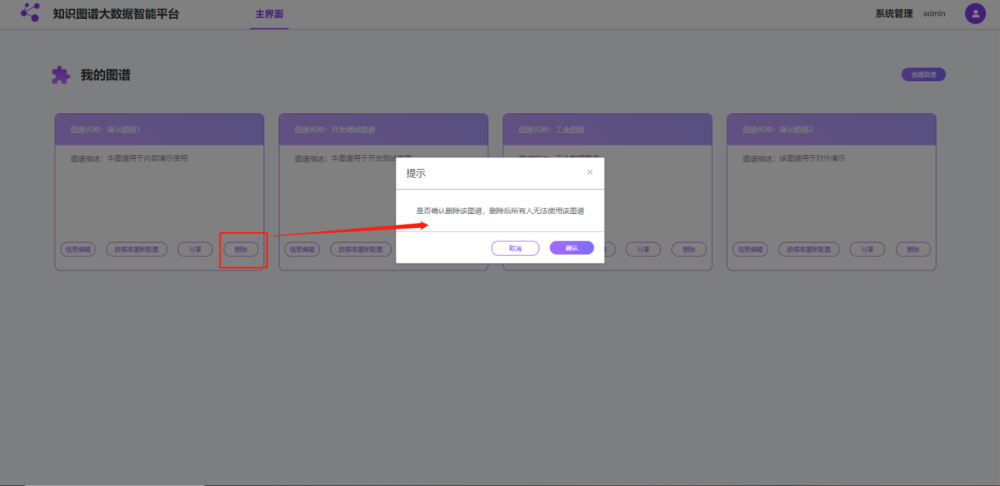 知识图谱大数据智能平台
主界面
系统管理
admin
我的图谱
创建图谱
图谱名称：演示图谱1
图谱描述：本图谱用于内部演示使用
信息编辑
数据库重新配置
分享
删除
图谱名称：开发测试图谱
图谱描述：本图谱用于开发测试使用
信息编辑
数据库重新配置
图谱名称：工业图谱
分享
删除
图谱名称：演示图谱2
图谱描述：该图谱用于对外演示
信息编辑
数据库重新配置
分享
删除
提示
是否确认删除该图谱，删除后所有人无法使用该图谱
取消
确认